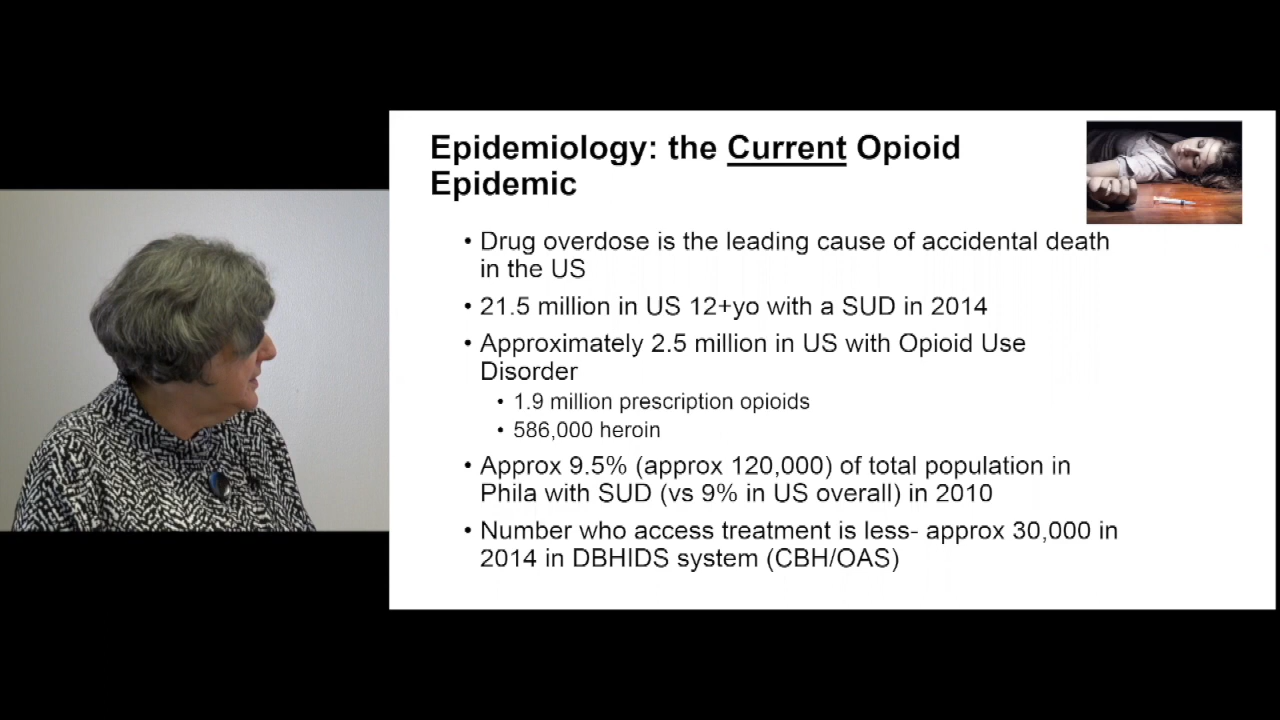 Epidemiology: the Current Opioid
Epidemic
• Drug overdose is the leading cause of accidental death
in the US
• 21.5 million in US 12+yo with a SUD in 2014
• Approximately 2.5 million in US with Opioid Use
Disorder
• 1.9 million prescription opioids
• 586,000 heroin
• Approx 9.5% (approx 120,000) of total population in
Phila with SUD (vs 9% in US overall) in 2010
• Number who access treatment is less- approx 30,000 in
2014 in DBHIDS system (CBH/OAS)